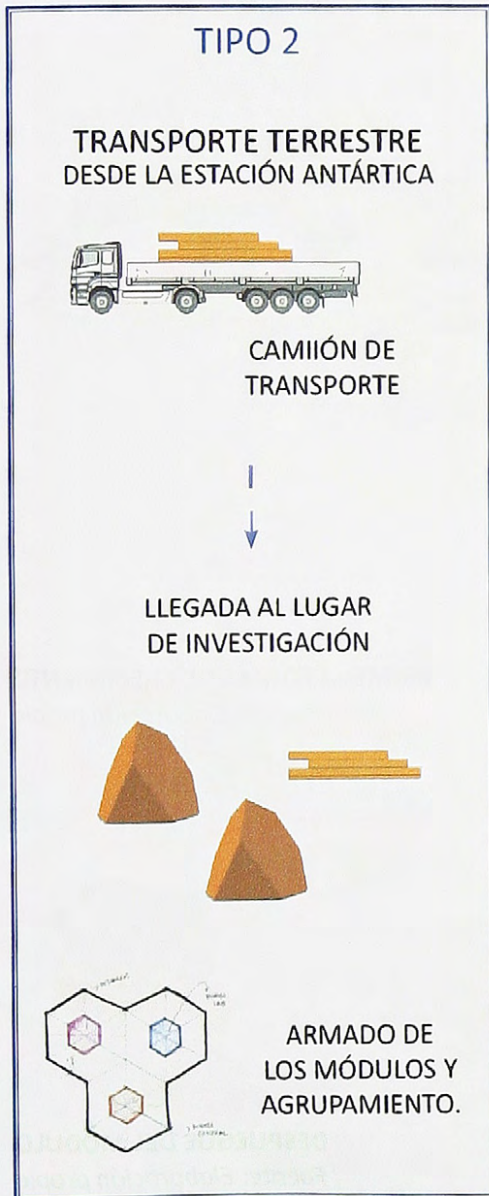 TIPO 2
TRANSPORTE TERRESTRE
DESDE LA ESTACIÓN ANTÁRTICA
CAMIIÓN DE
TRANSPORTE
LLEGADA AL LUGAR
DE INVESTIGACIÓN
ARMADO DE
LOS MÓDULOS Y
AGRUPAMIENTO.